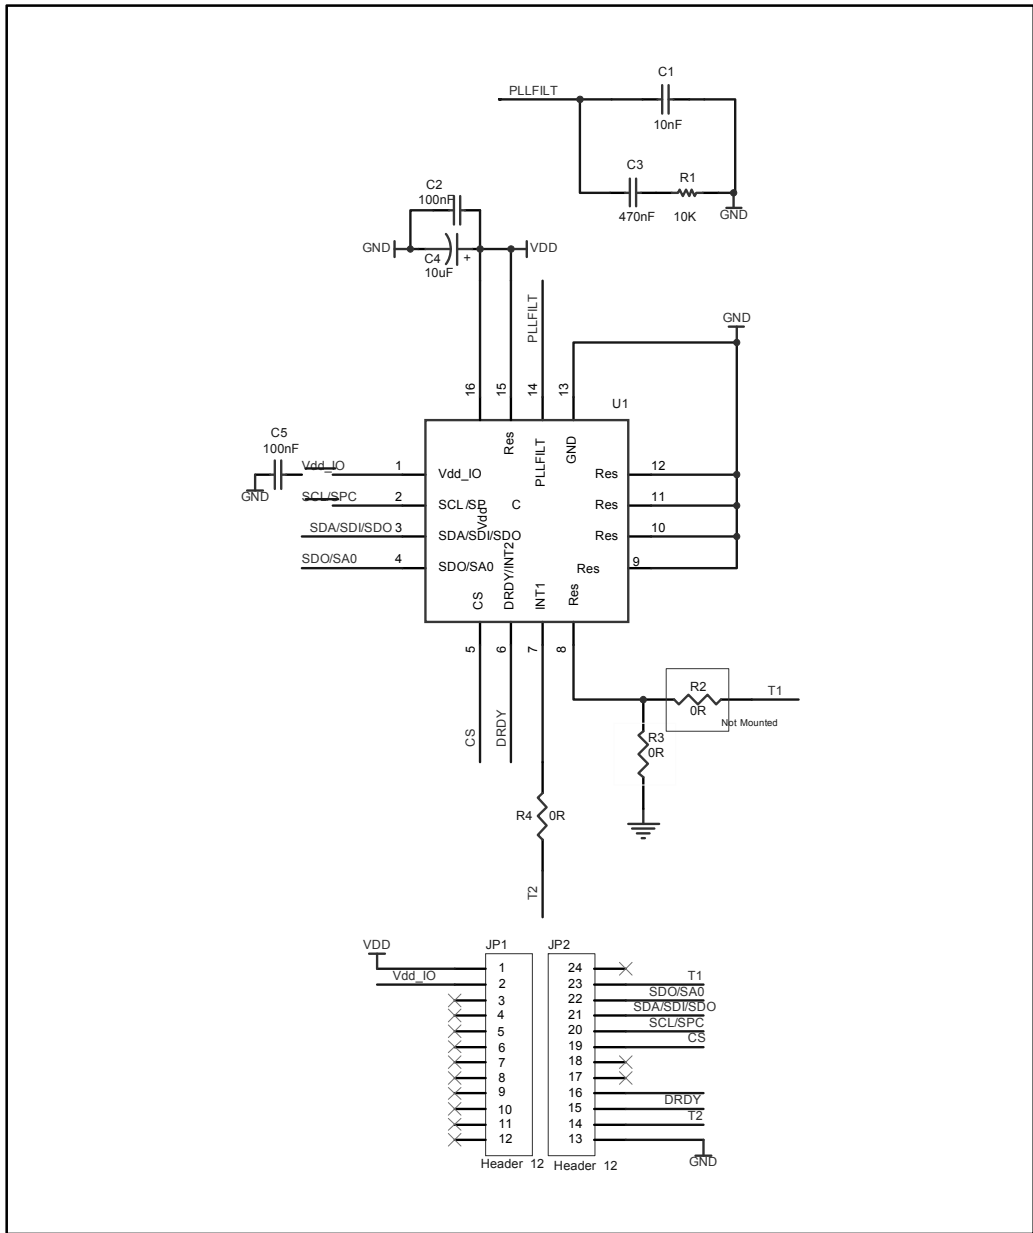 C1
PLLFILT
10nF
C3
R1
470nF
10K
GND
C2
100nF
GND
C4
10uF
+
VDD
PLLFILT
GND
16
15
14
13
U1
C5
100nF
GND
Vdd_IO
1
Vdd_IO
SCL/SPC
2
SCL/SP C
SDA/SDI/SDO
3
SDA/SDI/SDO
SDO/SA0
4
SDO/SA0
Vdd
Res
PLLFILT
GND
Res
12
Res
11
Res
10
Res
9
CS
DRDY/INT2
INT1
Res
5
6
7
8
CS
DRDY
R2
0R
T1
Not Mounted
R3
0R
R4
0R
T2
VDD
Vdd_IO
JP1
1
2
3
4
5
6
7
8
9
10
11
12
Header 12
JP2
24
23
T1
22
SDO/SA0
21
SDA/SDI/SDO
20
SCL/SPC
19
CS
18
17
16
15
DRDY
14
T2
13
GND
Header 12